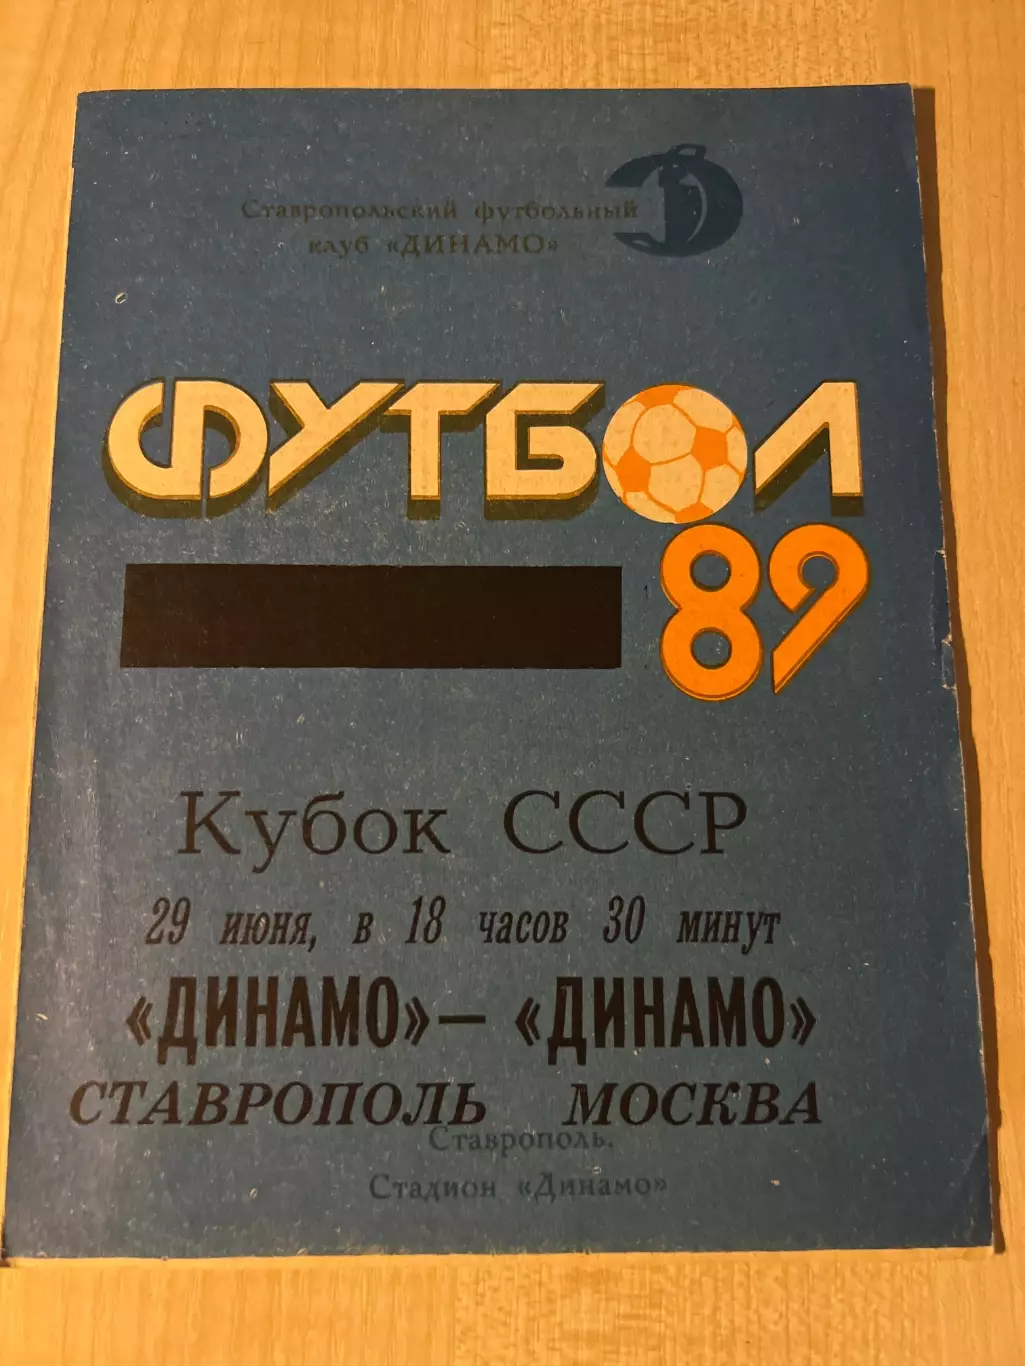 Ставропольский футбольный
клуб «ДИНАМО»
ФУТБОЛ
89
Кубок СССР
29 июня, в 18 часов 30 минут
«ДИНАМО» — «ДИНАМО»
СТАВРОПОЛЬ МОСКВА
Ставрополь.
Стадион «Динамо»